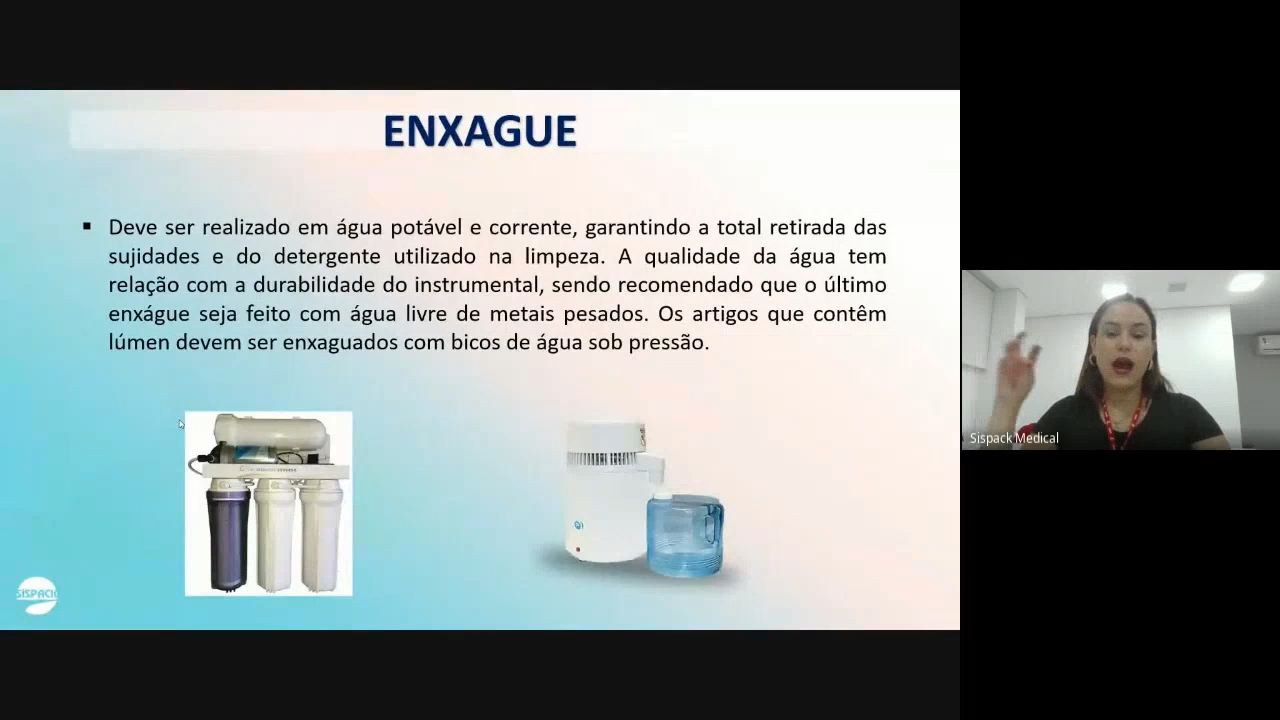 ENXAGUE
▪ Deve ser realizado em água potável e corrente, garantindo a total retirada das
sujidades e do detergente utilizado na limpeza. A qualidade da água tem
relação com a durabilidade do instrumental, sendo recomendado que o último
enxágue seja feito com água livre de metais pesados. Os artigos que contêm
lúmen devem ser enxaguados com bicos de água sob pressão.
Sispack Medical
SISPACK